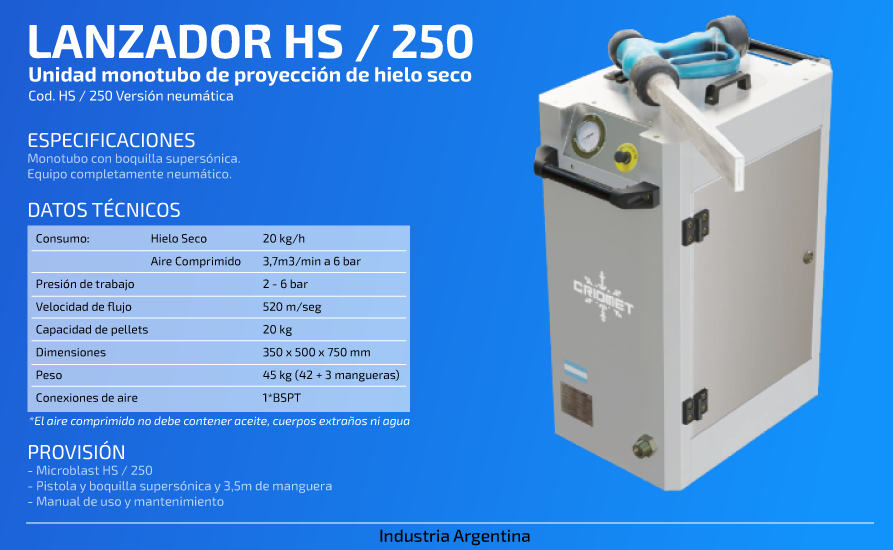 LANZADOR HS / 250
Unidad monotubo de proyección de hielo seco
Cod. HS / 250 Versión neumática
ESPECIFICACIONES
Monotubo con boquilla supersónica.
Equipo completamente neumático.
DATOS TÉCNICOS
Consumo: Hielo Seco 20 kg/h
Aire Comprimido 3,7m3/min a 6 bar
Presión de trabajo 2 - 6 bar
Velocidad de flujo 520 m/seg
Capacidad de pellets 20 kg
Dimensiones 350 x 500 x 750 mm
Peso 45 kg (42 + 3 mangueras)
Conexiones de aire 1*BSPT
*El aire comprimido no debe contener aceite, cuerpos extraños ni agua
PROVISIÓN
- Microblast HS / 250
- Pistola y boquilla supersónica y 3,5m de manguera
- Manual de uso y mantenimiento
CRIOMET
Industria Argentina